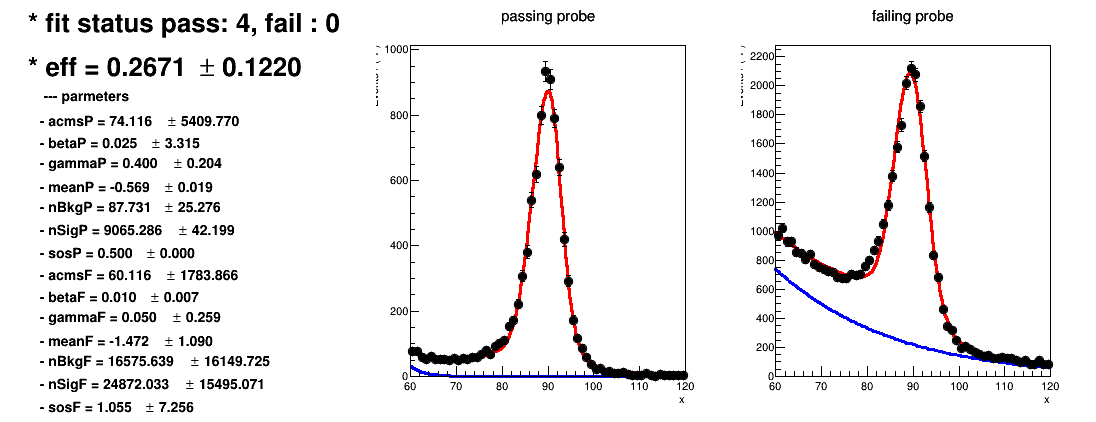 * fit status pass: 4, fail : 0
* eff = 0.2671 ± 0.1220
--- parmeters
- acmsP = 74.116 ± 5409.770
- betaP = 0.025 ± 3.315
- gammaP = 0.400 ± 0.204
- meanP = -0.569 ± 0.019
- nBkgP = 87.731 ± 25.276
- nSigP = 9065.286 ± 42.199
- sosP = 0.500 ± 0.000
- acmsF = 60.116 ± 1783.866
- betaF = 0.010 ± 0.007
- gammaF = 0.050 ± 0.259
- meanF = -1.472 ± 1.090
- nBkgF = 16575.639 ± 16149.725
- nSigF = 24872.033 ± 15495.071
- sosF = 1.055 ± 7.256
passing probe
1000
800
600
400
200
0
60 70 80 90 100 110 120
x
failing probe
2200
2000
1800
1600
1400
1200
1000
800
600
400
200
0
60 70 80 90 100 110 120
x